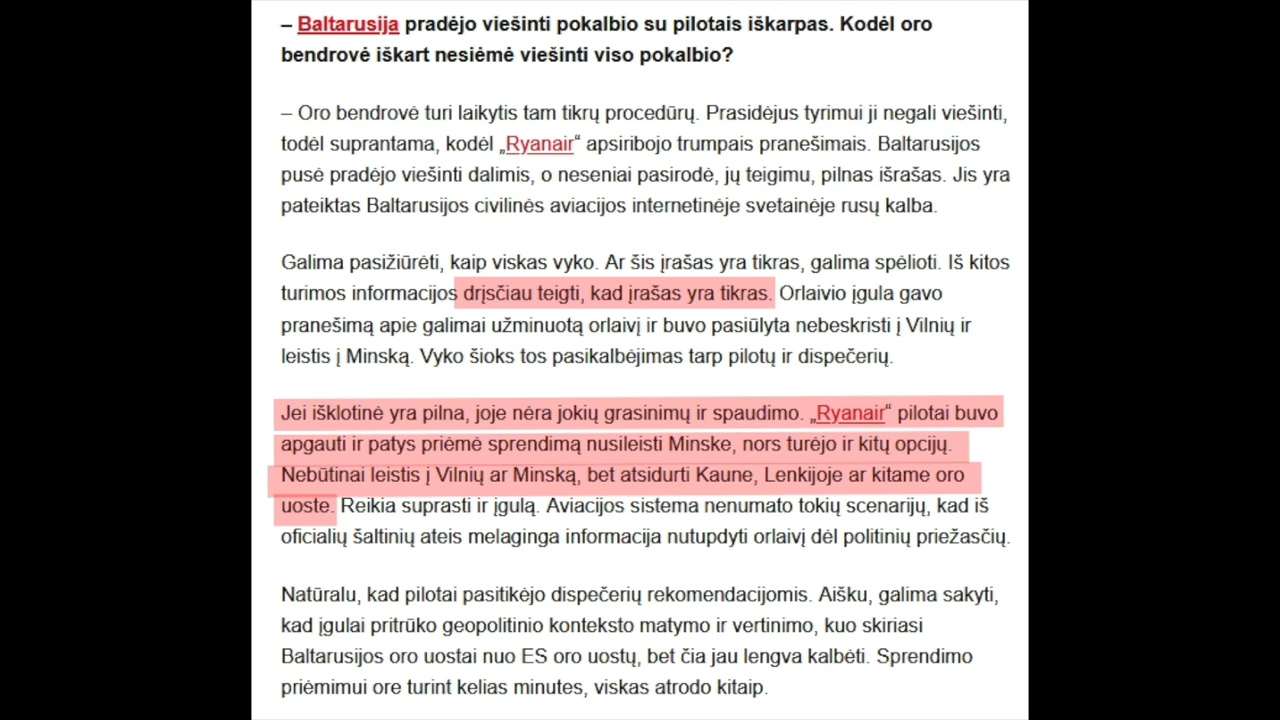 – Baltarusija pradėjo viešinti pokalbio su pilotais iškarpas. Kodėl oro
bendrovė iškart nesiėmė viešinti viso pokalbio?
– Oro bendrovė turi laikytis tam tikrų procedūrų. Prasidėjus tyrimui ji negali viešinti,
todėl suprantama, kodėl „Ryanair“ apsiribojo trumpais pranešimais. Baltarusijos
pusė pradėjo viešinti dalimis, o neseniai pasirodė, jų teigimu, pilnas išrašas. Jis yra
pateiktas Baltarusijos civilinės aviacijos internetinėje svetainėje rusų kalba.
Galima pasižiūrėti, kaip viskas vyko. Ar šis įrašas yra tikras, galima spėlioti. Iš kitos
turimos informacijos drįsčiau teigti, kad įrašas yra tikras. Orlaivio įgula gavo
pranešimą apie galimai užminuotą orlaivį ir buvo pasiūlyta nebeskristi į Vilnių ir
leistis į Minską. Vyko šioks tos pasikalbėjimas tarp pilotų ir dispečerių.
Jei išklotinė yra pilna, joje nėra jokių grasinimų ir spaudimo. „Ryanair“ pilotai buvo
apgauti ir patys priėmė sprendimą nusileisti Minske, nors turėjo ir kitų opcijų.
Nebūtinai leistis į Vilnių ar Minską, bet atsidurti Kaune, Lenkijoje ar kitame oro
uoste. Reikia suprasti ir įgulą. Aviacijos sistema nenumato tokių scenarijų, kad iš
oficialių šaltinių ateis melaginga informacija nutupdyti orlaivį dėl politinių priežasčių.
Natūralu, kad pilotai pasitikėjo dispečerių rekomendacijomis. Aišku, galima sakyti,
kad įgulai pritrūko geopolitinio konteksto matymo ir vertinimo, kuo skiriasi
Baltarusijos oro uostai nuo ES oro uostų, bet čia jau lengva kalbėti. Sprendimo
priėmimui ore turint kelias minutes, viskas atrodo kitaip.